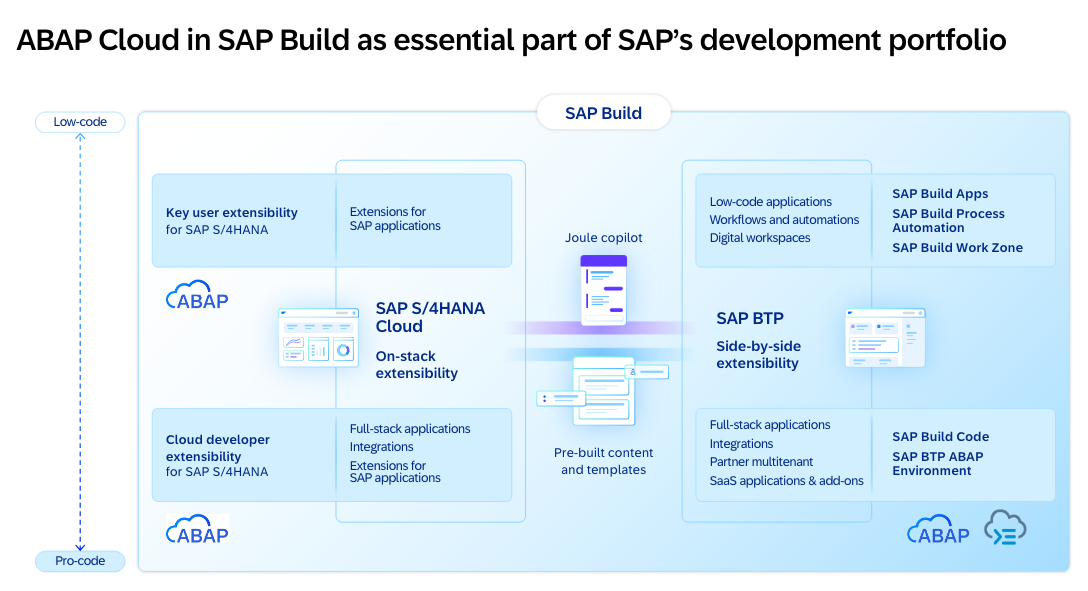 ABAP Cloud in SAP Build as essential part of SAP’s development portfolio
SAP Build
Low-code
Key user extensibility
for SAP S/4HANA
Extensions for
SAP applications
ABAP
SAP S/4HANA
Cloud
On-stack
extensibility
Cloud developer
extensibility
for SAP S/4HANA
Full-stack applications
Integrations
Extensions for
SAP applications
ABAP
Pro-code
Joule copilot
Pre-built content
and templates
Low-code applications
Workflows and automations
Digital workspaces
SAP Build Apps
SAP Build Process
Automation
SAP Build Work Zone
SAP BTP
Side-by-side
extensibility
Full-stack applications
Integrations
Partner multitenant
SaaS applications & add-ons
SAP Build Code
SAP BTP ABAP
Environment
ABAP